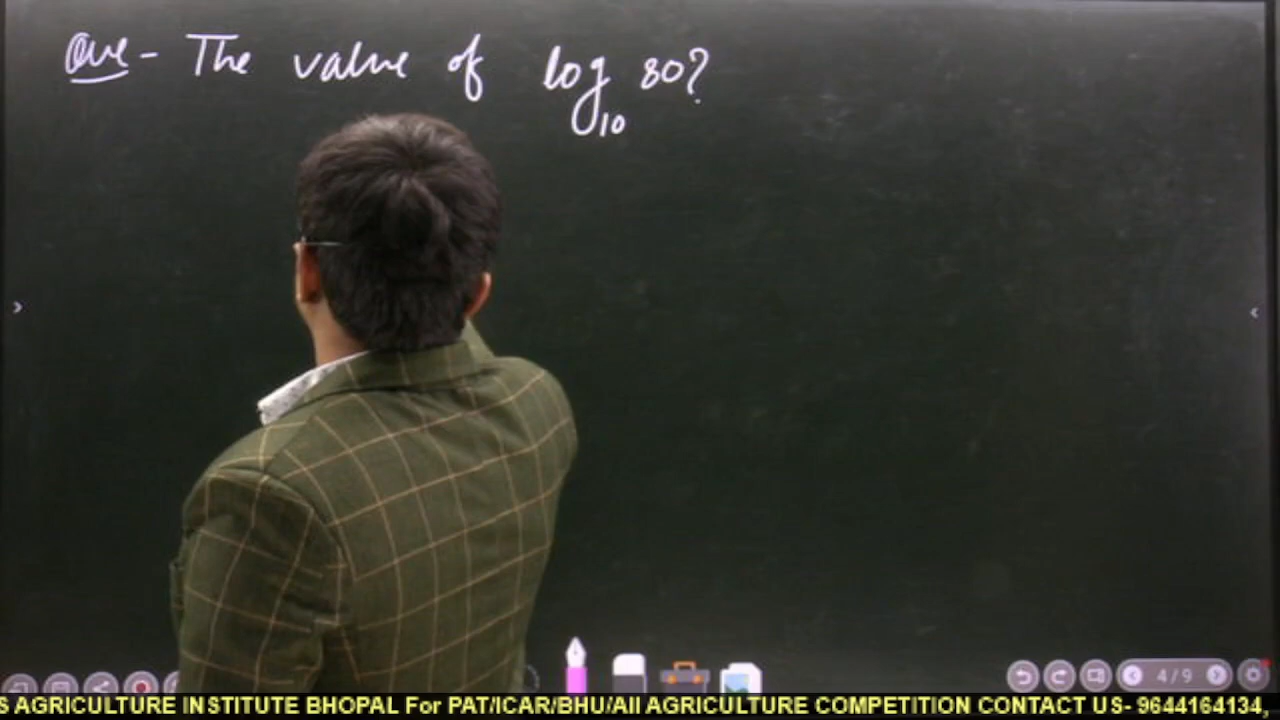 Que - The value of log₁₀ 80?
4/9
S AGRICULTURE INSTITUTE BHOPAL For PAT/ICAR/BHU/All AGRICULTURE COMPETITION CONTACT US- 9644164134,